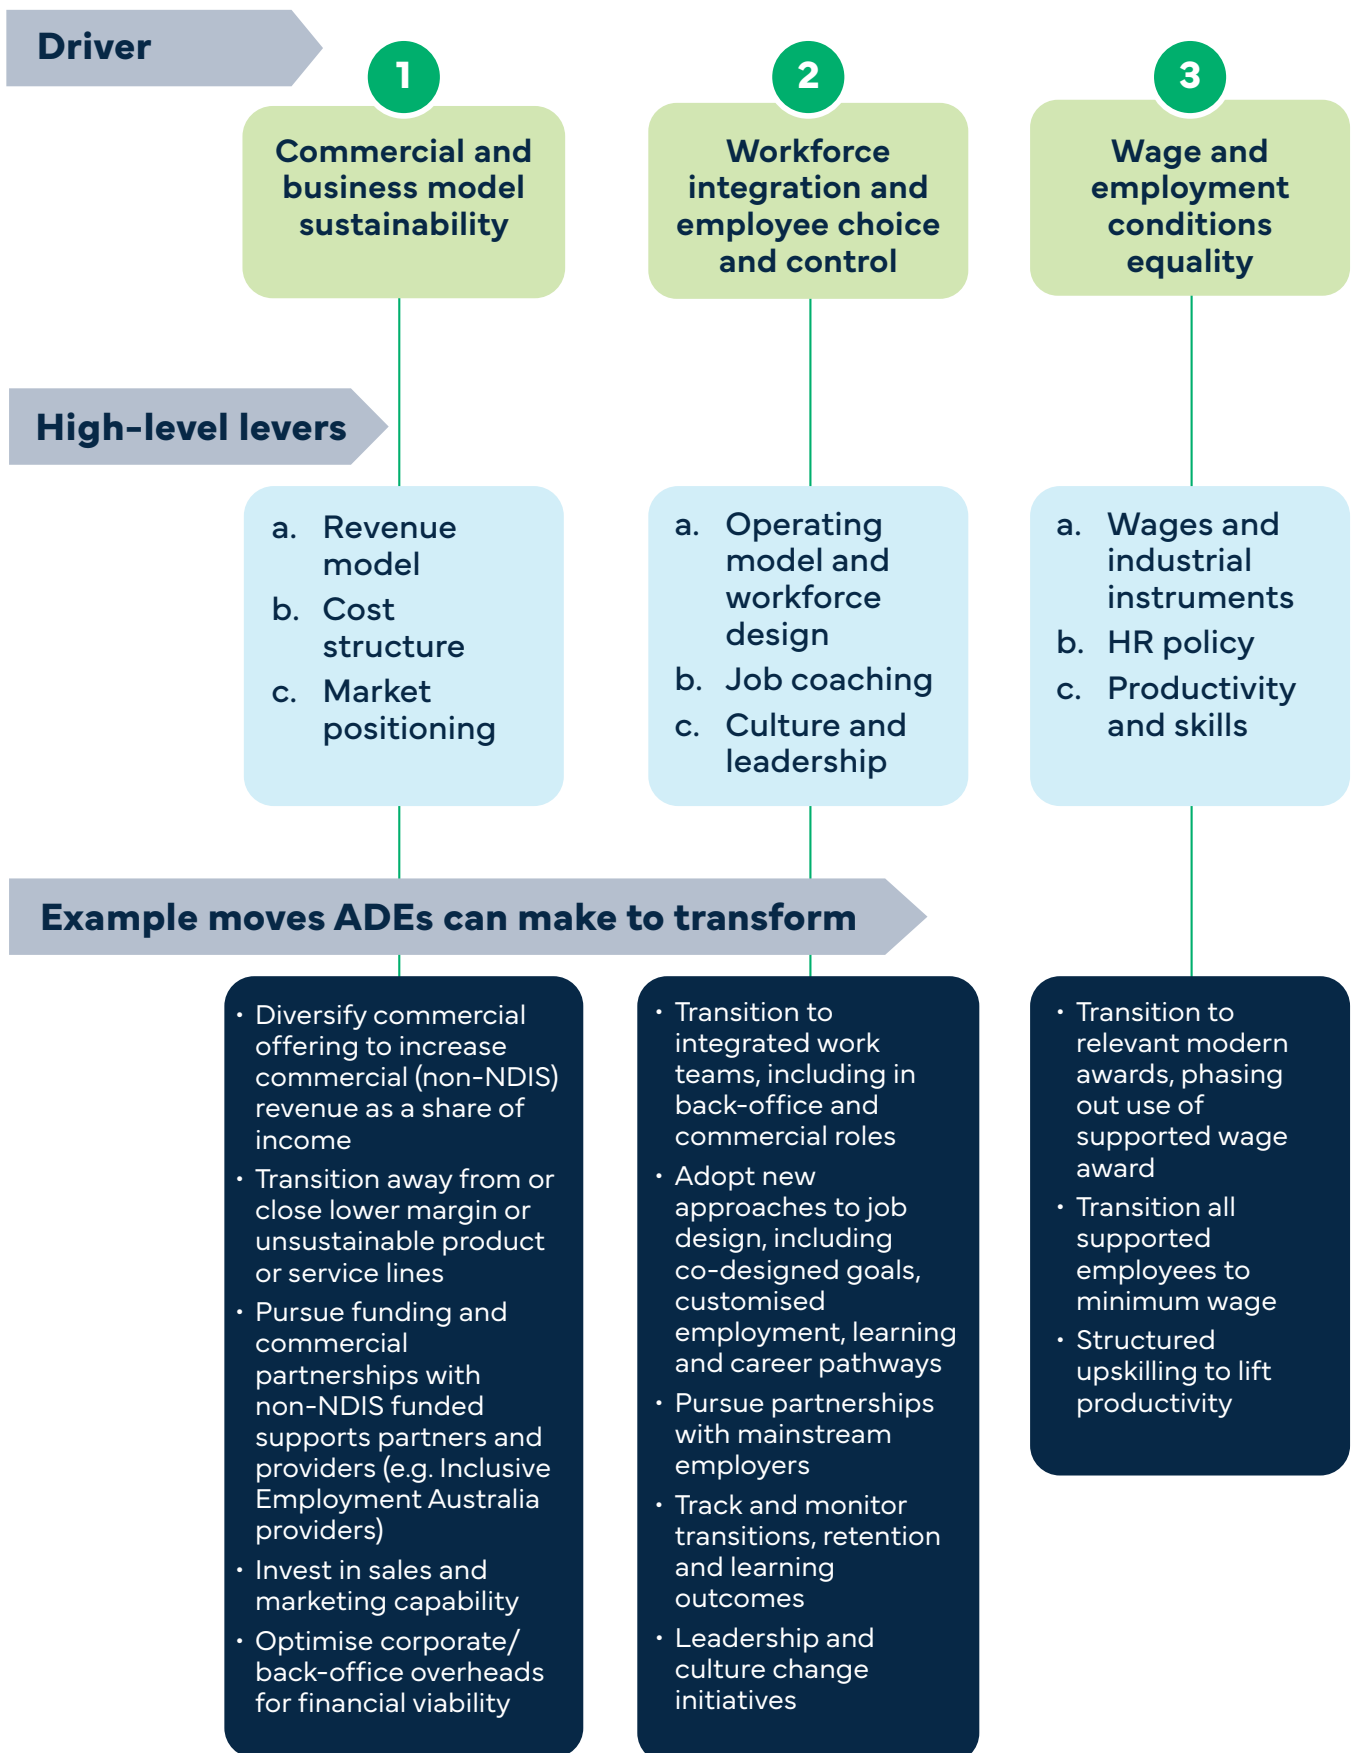 Driver
1
Commercial and
business model
sustainability
2
Workforce
integration and
employee choice
and control
3
Wage and
employment
conditions
equality
High-level levers
a. Revenue
model
b. Cost
structure
c. Market
positioning
a. Operating
model and
workforce
design
b. Job coaching
c. Culture and
leadership
a. Wages and
industrial
instruments
b. HR policy
c. Productivity
and skills
Example moves ADEs can make to transform
• Diversify commercial
offering to increase
commercial (non-NDIS)
revenue as a share of
income
• Transition away from or
close lower margin or
unsustainable product
or service lines
• Pursue funding and
commercial
partnerships with
non-NDIS funded
supports partners and
providers (e.g. Inclusive
Employment Australia
providers)
• Invest in sales and
marketing capability
• Optimise corporate/
back-office overheads
for financial viability
• Transition to
integrated work
teams, including in
back-office and
commercial roles
• Adopt new
approaches to job
design, including
co-designed goals,
customised
employment, learning
and career pathways
• Pursue partnerships
with mainstream
employers
• Track and monitor
transitions, retention
and learning
outcomes
• Leadership and
culture change
initiatives
• Transition to
relevant modern
awards, phasing
out use of
supported wage
award
• Transition all
supported
employees to
minimum wage
• Structured
upskilling to lift
productivity